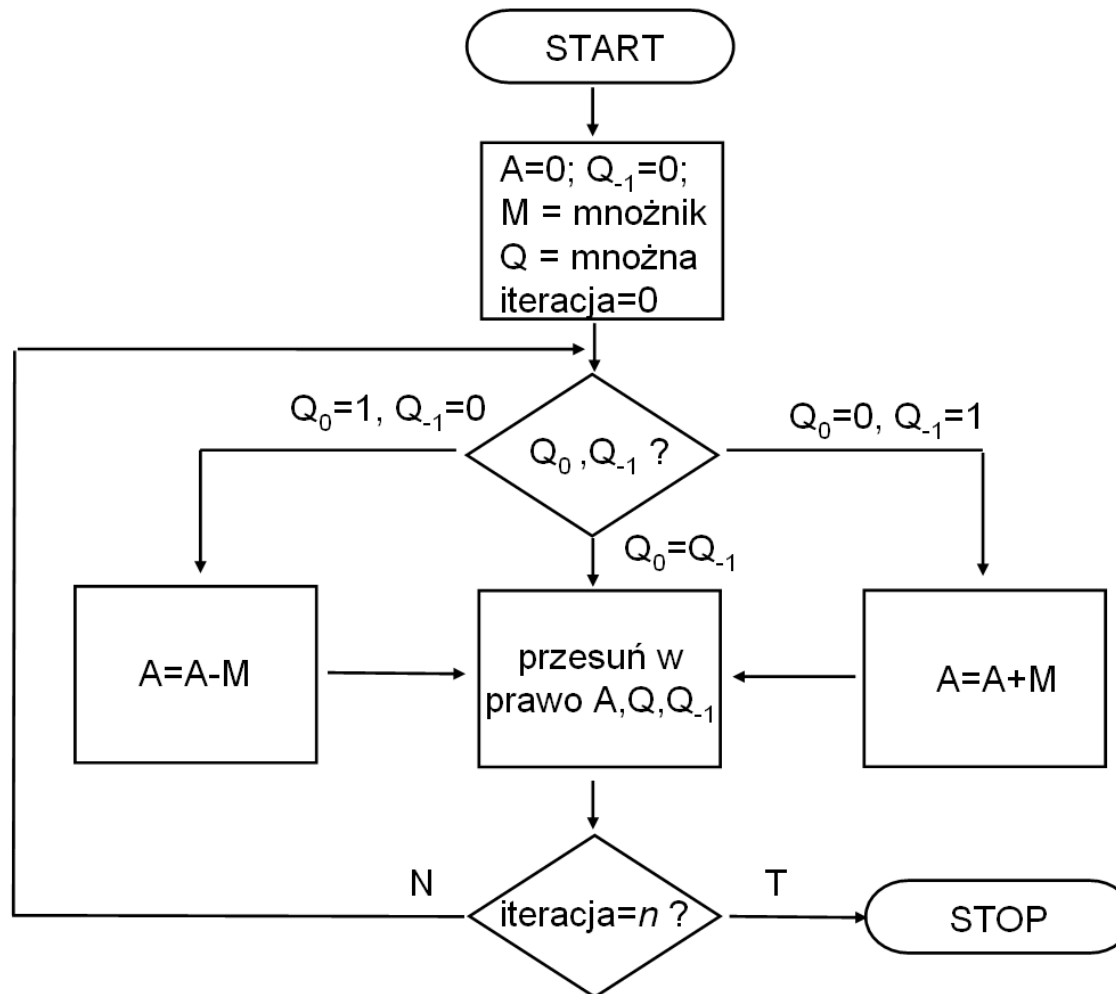 START
A=0; Q₋₁=0;
M = mnożnik
Q = mnożna
iteracja=0
Q₀=1, Q₋₁=0
Q₀=0, Q₋₁=1
Q₀ ,Q₋₁ ?
Q₀=Q₋₁
A=A-M
przesuń w
prawo A,Q,Q₋₁
A=A+M
N
T
iteracja=n ?
STOP